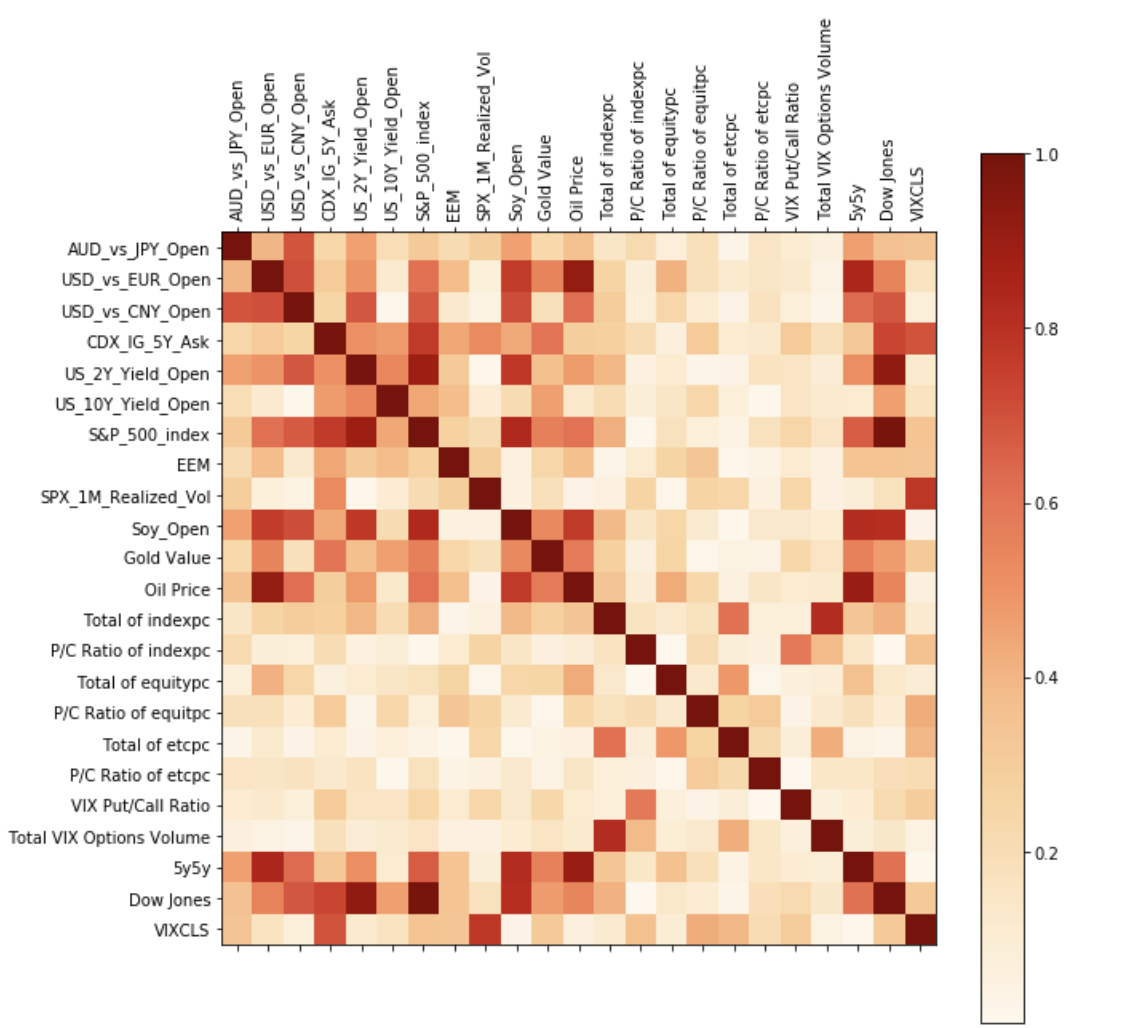 AUD_vs_JPY_Open
USD_vs_EUR_Open
USD_vs_CNY_Open
CDX_IG_5Y_Ask
US_2Y_Yield_Open
US_10Y_Yield_Open
S&P_500_index
EEM
SPX_1M_Realized_Vol
Soy_Open
Gold Value
Oil Price
Total of indexpc
P/C Ratio of indexpc
Total of equitypc
P/C Ratio of equitpc
Total of etcpc
P/C Ratio of etcpc
VIX Put/Call Ratio
Total VIX Options Volume
5y5y
Dow Jones
VIXCLS
AUD_vs_JPY_Open
USD_vs_EUR_Open
USD_vs_CNY_Open
CDX_IG_5Y_Ask
US_2Y_Yield_Open
US_10Y_Yield_Open
S&P_500_index
EEM
SPX_1M_Realized_Vol
Soy_Open
Gold Value
Oil Price
Total of indexpc
P/C Ratio of indexpc
Total of equitypc
P/C Ratio of equitpc
Total of etcpc
P/C Ratio of etcpc
VIX Put/Call Ratio
Total VIX Options Volume
5y5y
Dow Jones
VIXCLS
1.0
0.8
0.6
0.4
0.2